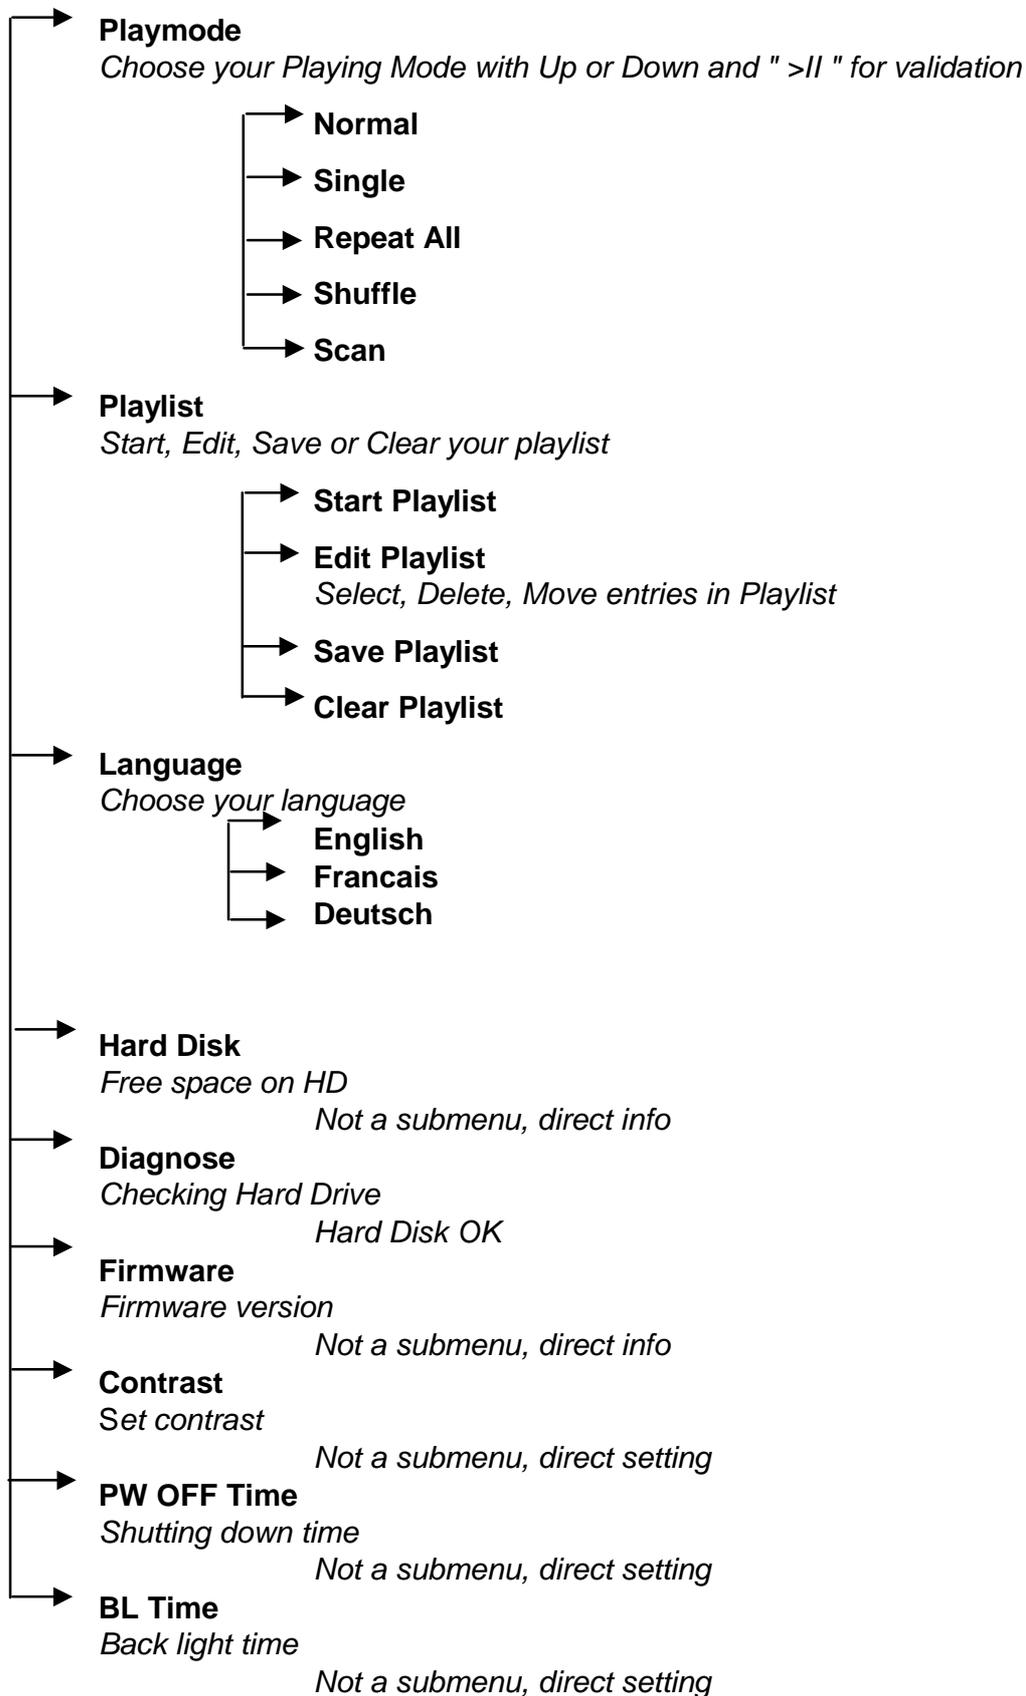 Playmode
Choose your Playing Mode with Up or Down and " >II " for validation
Normal
Single
Repeat All
Shuffle
Scan
Playlist
Start, Edit, Save or Clear your playlist
Start Playlist
Edit Playlist
Select, Delete, Move entries in Playlist
Save Playlist
Clear Playlist
Language
Choose your language
English
Francais
Deutsch
Hard Disk
Free space on HD
Not a submenu, direct info
Diagnose
Checking Hard Drive
Hard Disk OK
Firmware
Firmware version
Not a submenu, direct info
Contrast
Set contrast
Not a submenu, direct setting
PW OFF Time
Shutting down time
Not a submenu, direct setting
BL Time
Back light time
Not a submenu, direct setting